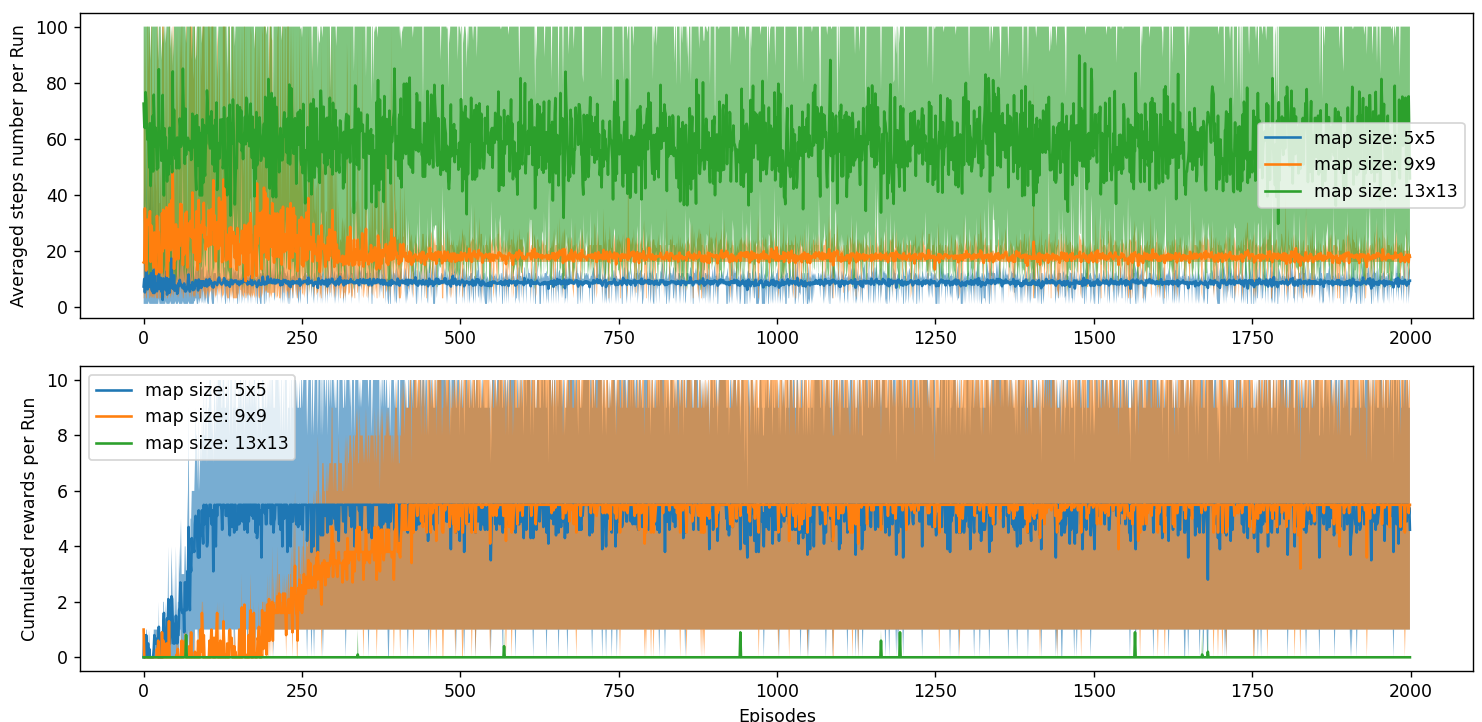 Averaged steps number per Run
100
80
60
40
20
0
map size: 5x5
map size: 9x9
map size: 13x13
0 250 500 750 1000 1250 1500 1750 2000
Cumulated rewards per Run
10
8
6
4
2
0
map size: 5x5
map size: 9x9
map size: 13x13
0 250 500 750 1000 1250 1500 1750 2000
Episodes